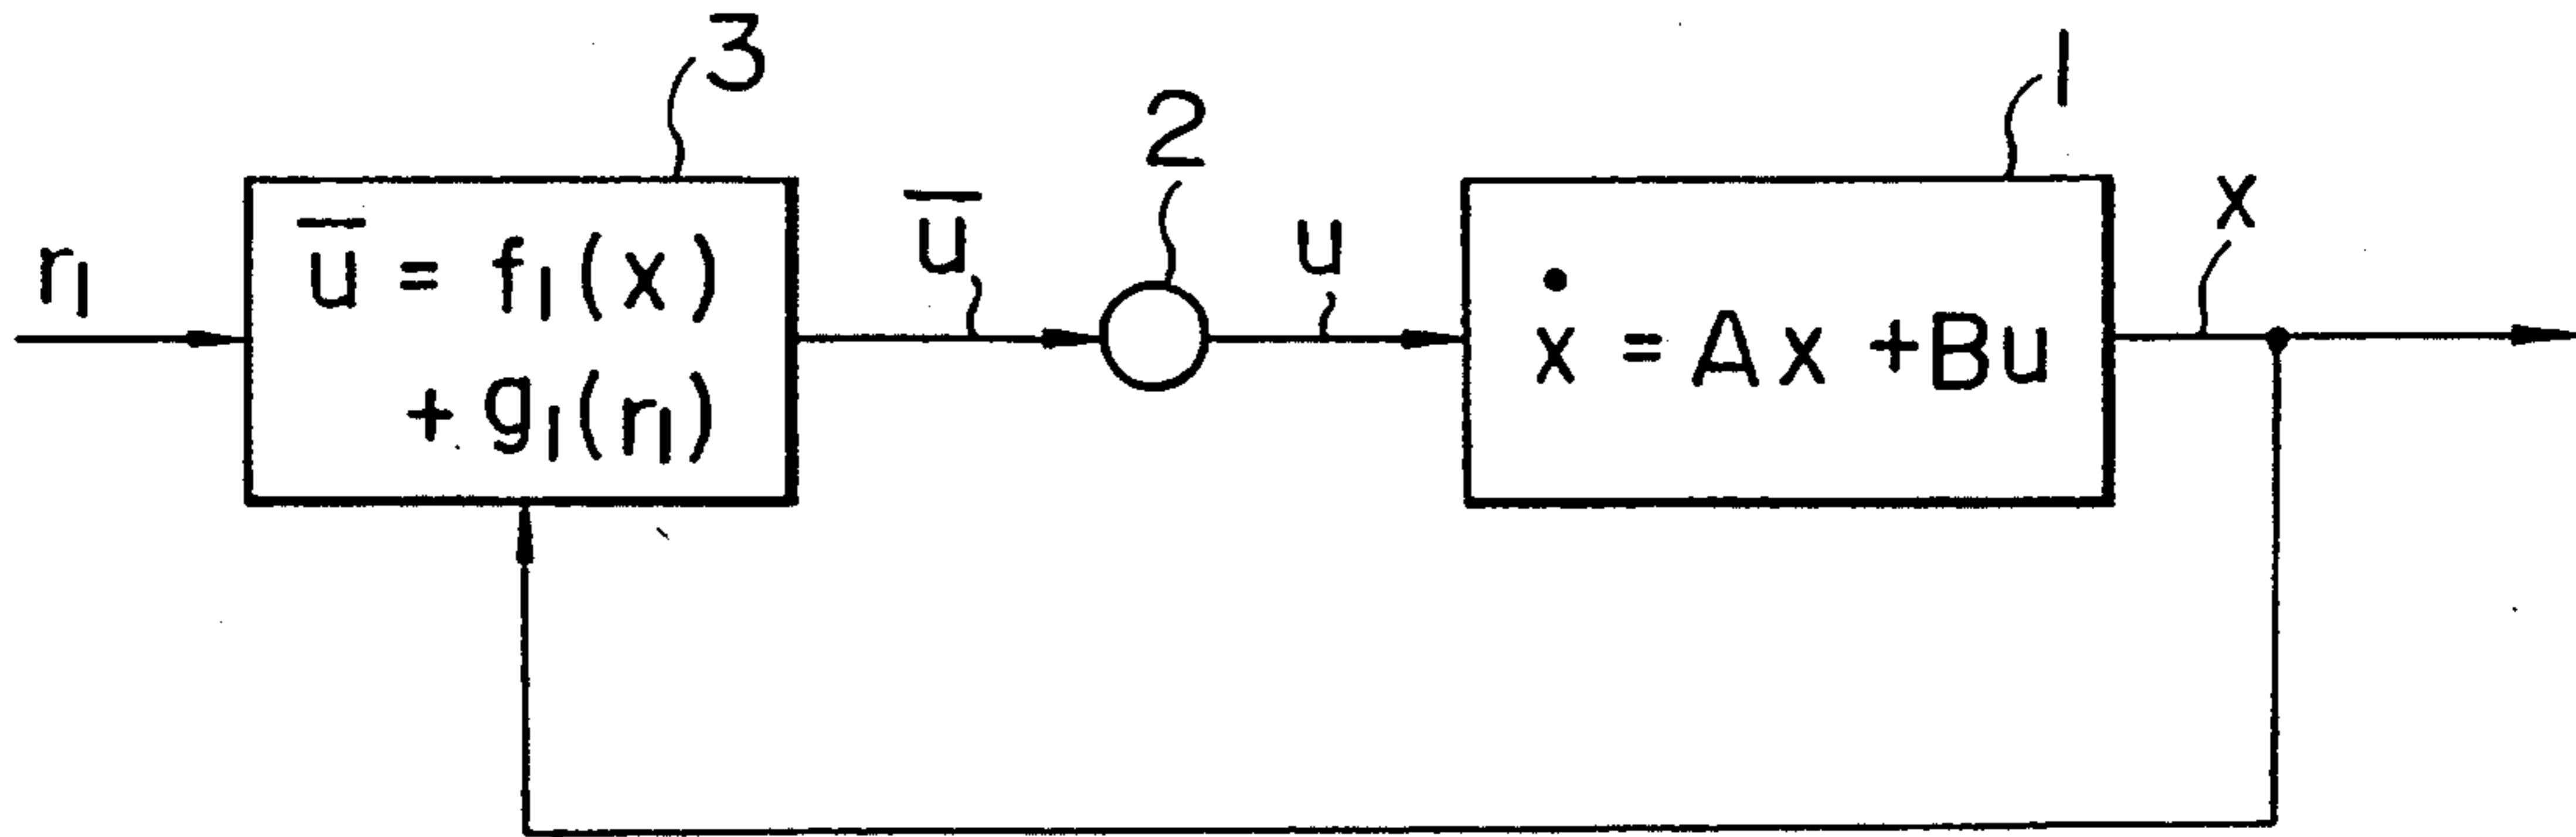 3
2
1
r₁
u̅ = f₁(x)
+ g₁(r₁)
u̅
u
ẋ = Ax + Bu
x